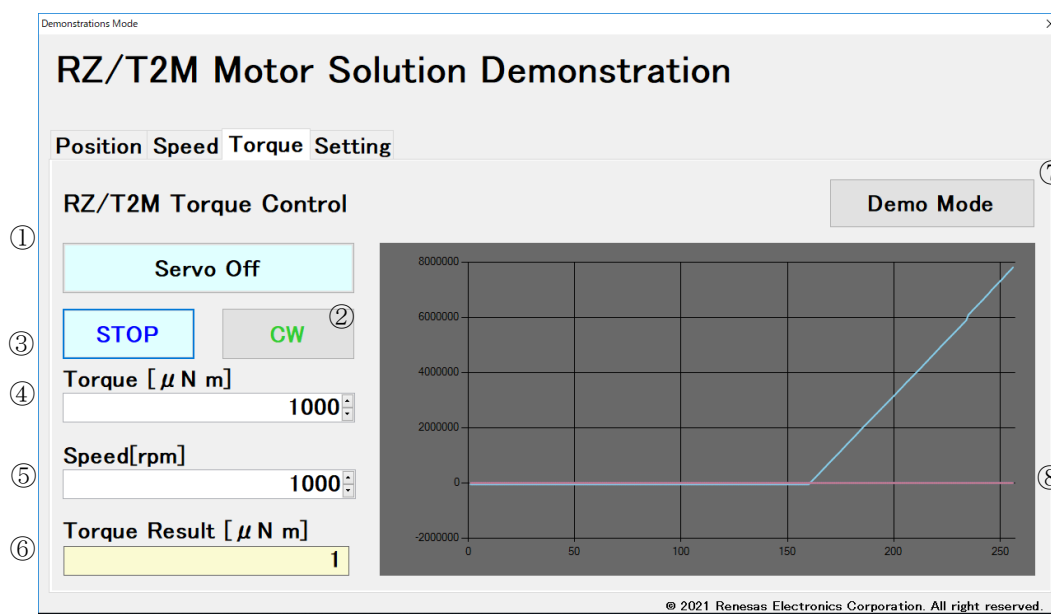 Demonstrations Mode
RZ/T2M Motor Solution Demonstration
Position Speed Torque Setting
⑦
RZ/T2M Torque Control
Demo Mode
①
Servo Off
②
STOP
CW
③
Torque [μN m]
④
1000
Speed[rpm]
⑤
1000
Torque Result [μN m]
⑥
1
8000000
6000000
4000000
2000000
0
-2000000
0 50 100 150 200 250
⑧
© 2021 Renesas Electronics Corporation. All right reserved.